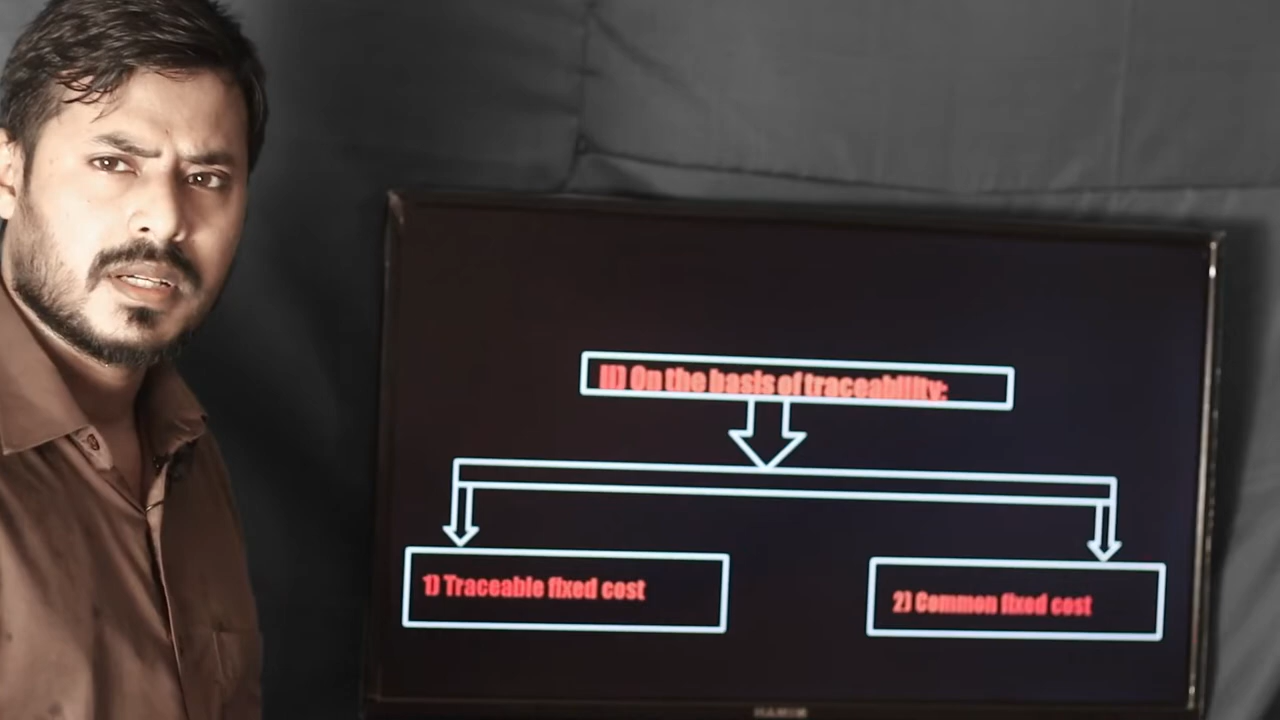 II) On the basis of traceability:
1) Traceable fixed cost
2) Common fixed cost